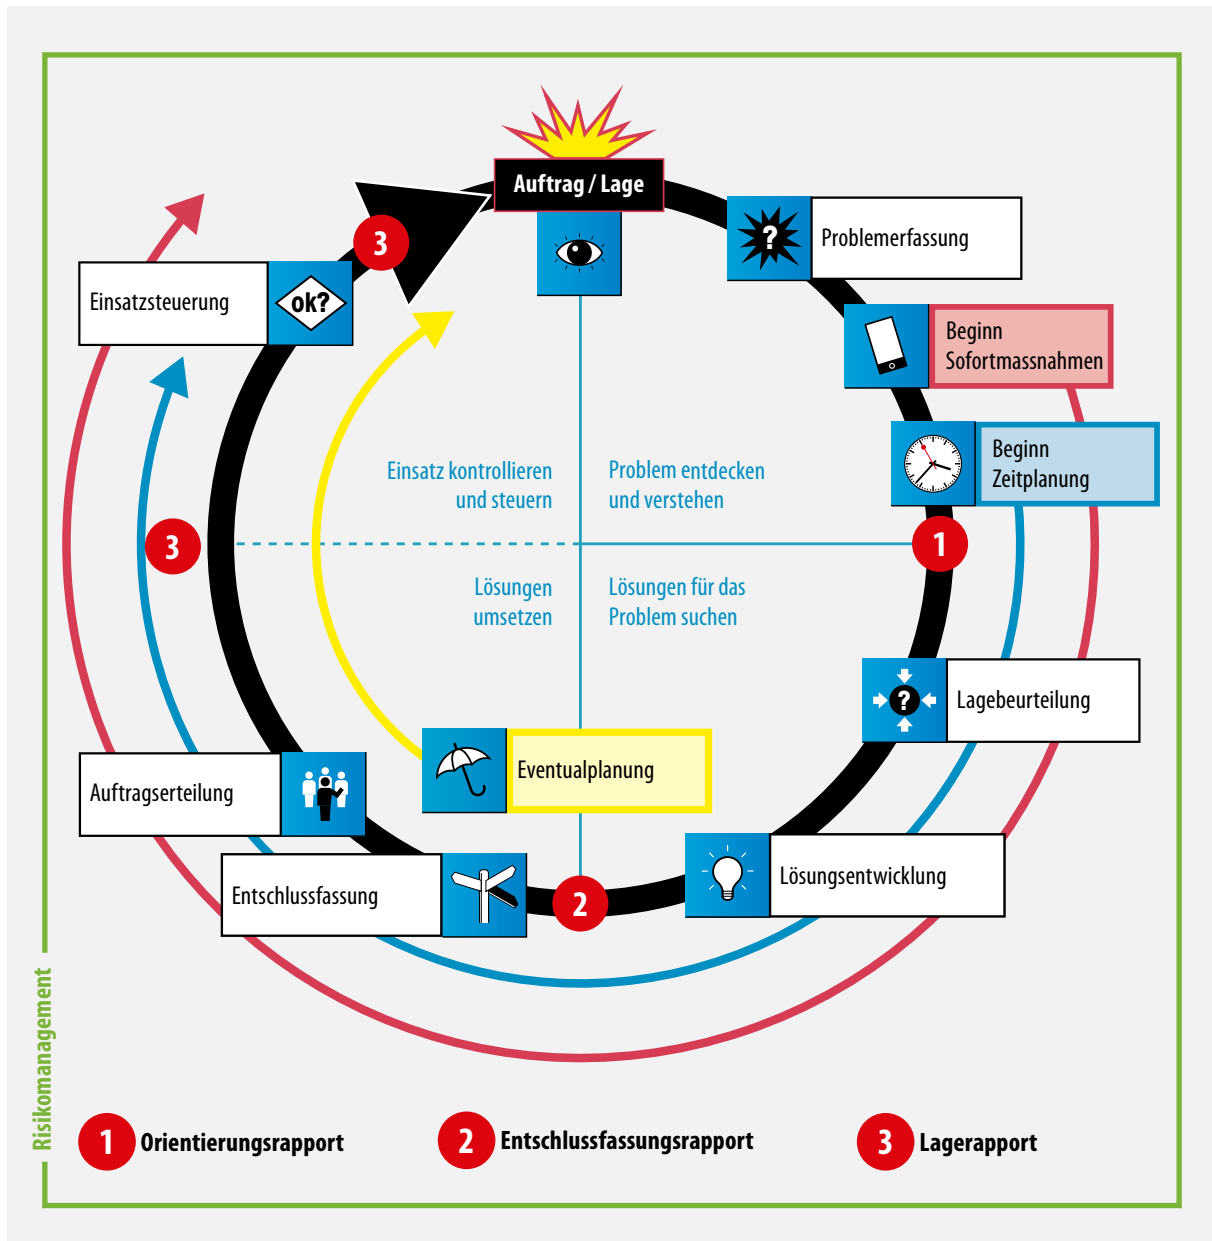 Auftrag / Lage
?
Problemerfassung
3
Einsatzsteuerung
ok?
Beginn
Sofortmassnahmen
Beginn
Zeitplanung
Einsatz kontrollieren
und steuern
Problem entdecken
und verstehen
3
1
Lösungen
umsetzen
Lösungen für das
Problem suchen
?
Lagebeurteilung
Eventualplanung
Auftragserteilung
Lösungsentwicklung
Entschlussfassung
2
Risikomanagement
1 Orientierungsrapport
2 Entschlussfassungsrapport
3 Lagerapport